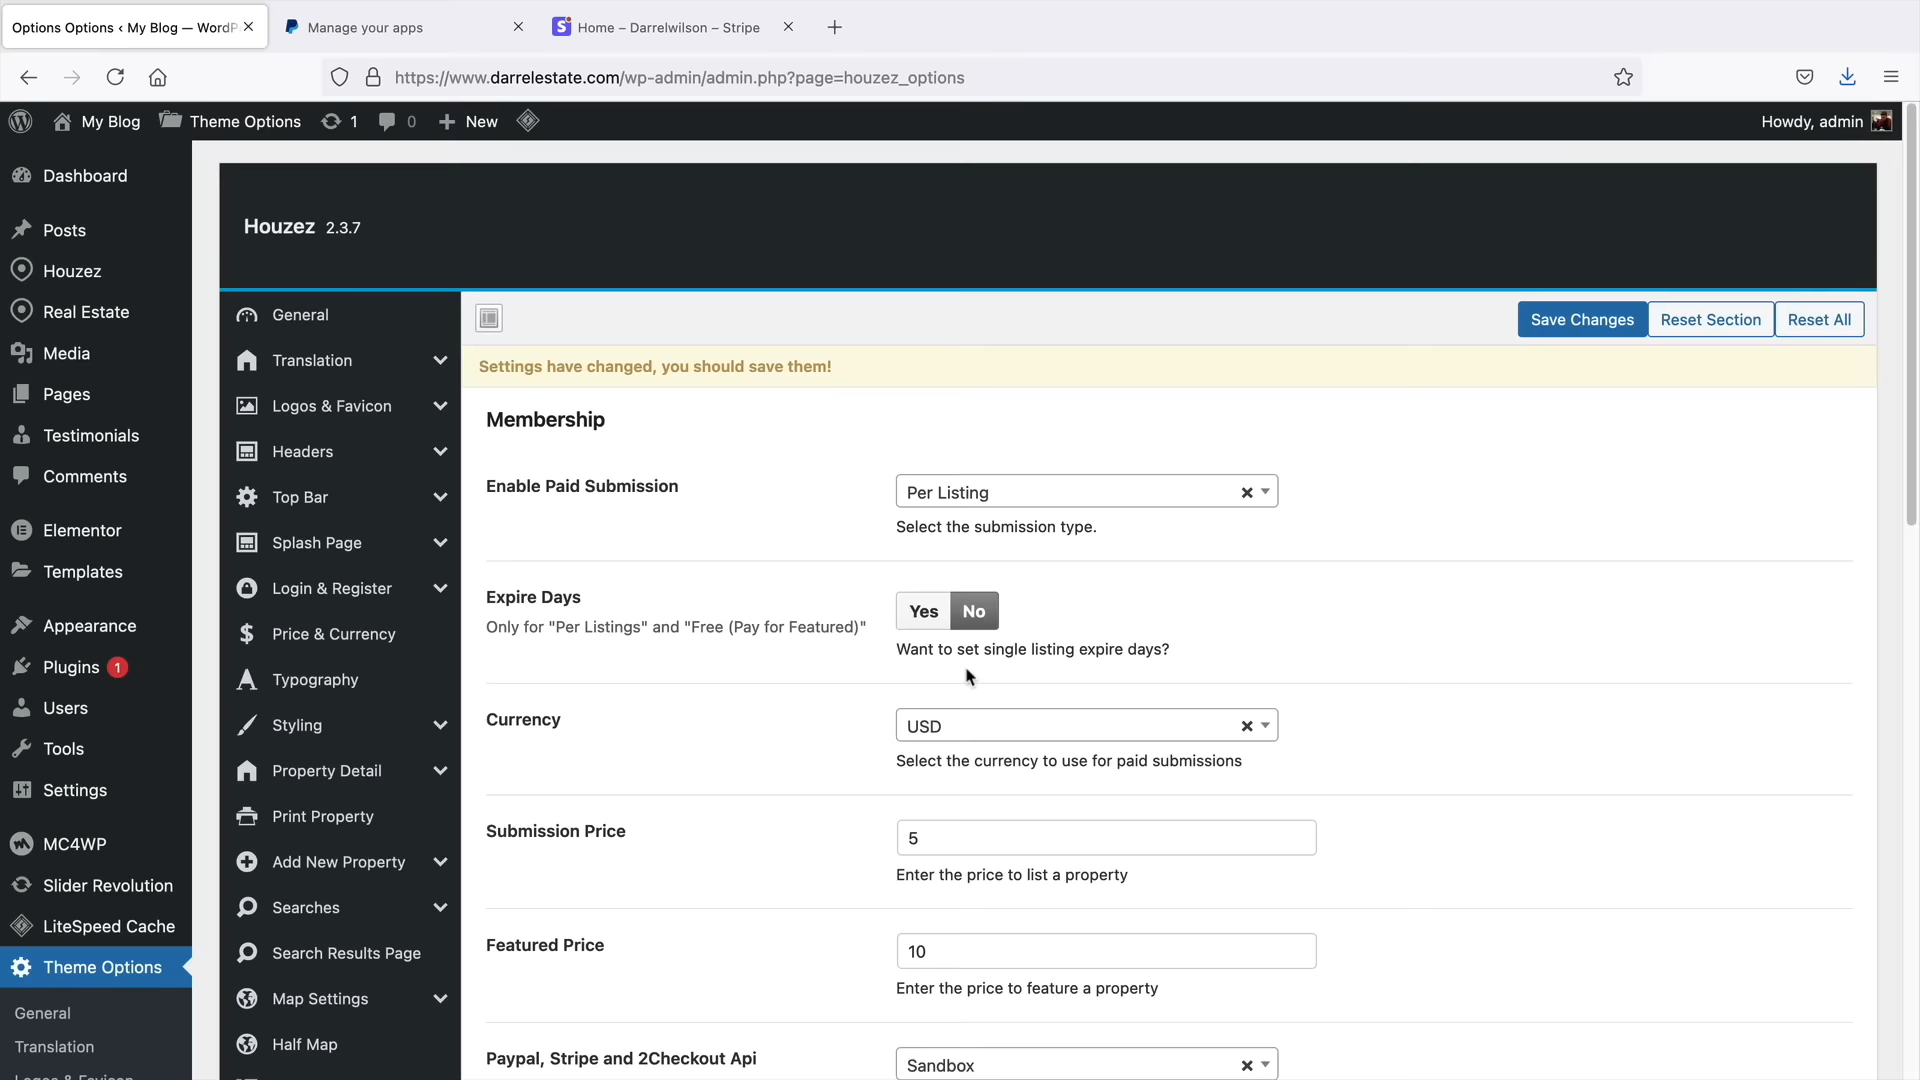 Options Options ‹ My Blog — WordP
Manage your apps
Home – Darrelwilson – Stripe
https://www.darrelestate.com/wp-admin/admin.php?page=houzez_options
My Blog
Theme Options
1
0
New
Howdy, admin
Dashboard
Posts
Houzez
Real Estate
Media
Pages
Testimonials
Comments
Elementor
Templates
Appearance
Plugins 1
Users
Tools
Settings
MC4WP
Slider Revolution
LiteSpeed Cache
Theme Options
General
Translation
Logos & Favicon
Houzez 2.3.7
General
Translation
Logos & Favicon
Headers
Top Bar
Splash Page
Login & Register
Price & Currency
Typography
Styling
Property Detail
Print Property
Add New Property
Searches
Search Results Page
Map Settings
Half Map
Save Changes
Reset Section
Reset All
Settings have changed, you should save them!
Membership
Enable Paid Submission
Per Listing
Select the submission type.
Expire Days
Only for "Per Listings" and "Free (Pay for Featured)"
Yes No
Want to set single listing expire days?
Currency
USD
Select the currency to use for paid submissions
Submission Price
5
Enter the price to list a property
Featured Price
10
Enter the price to feature a property
Paypal, Stripe and 2Checkout Api
Sandbox